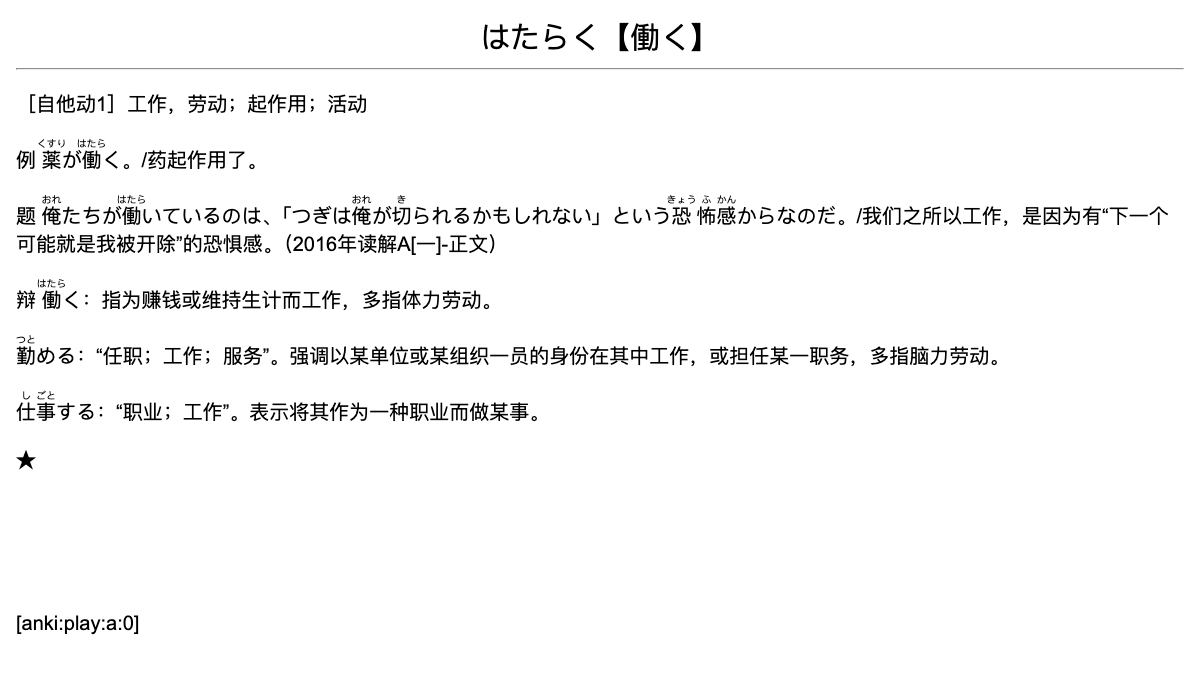 はたらく【働く】
［自他动1］工作，劳动；起作用；活动
くすり はたら
例 薬が働く。/药起作用了。
おれ はたら おれ き きょう ふ かん
题 俺たちが働いているのは、「つぎは俺が切られるかもしれない」という恐怖感からなのだ。/我们之所以工作，是因为有“下一个
可能就是我被开除”的恐惧感。（2016年读解A[一]-正文）
はたら
辩 働く：指为赚钱或维持生计而工作，多指体力劳动。
つと
勤める：“任职；工作；服务”。强调以某单位或某组织一员的身份在其中工作，或担任某一职务，多指脑力劳动。
し ごと
仕事する：“职业；工作”。表示将其作为一种职业而做某事。
★
[anki:play:a:0]